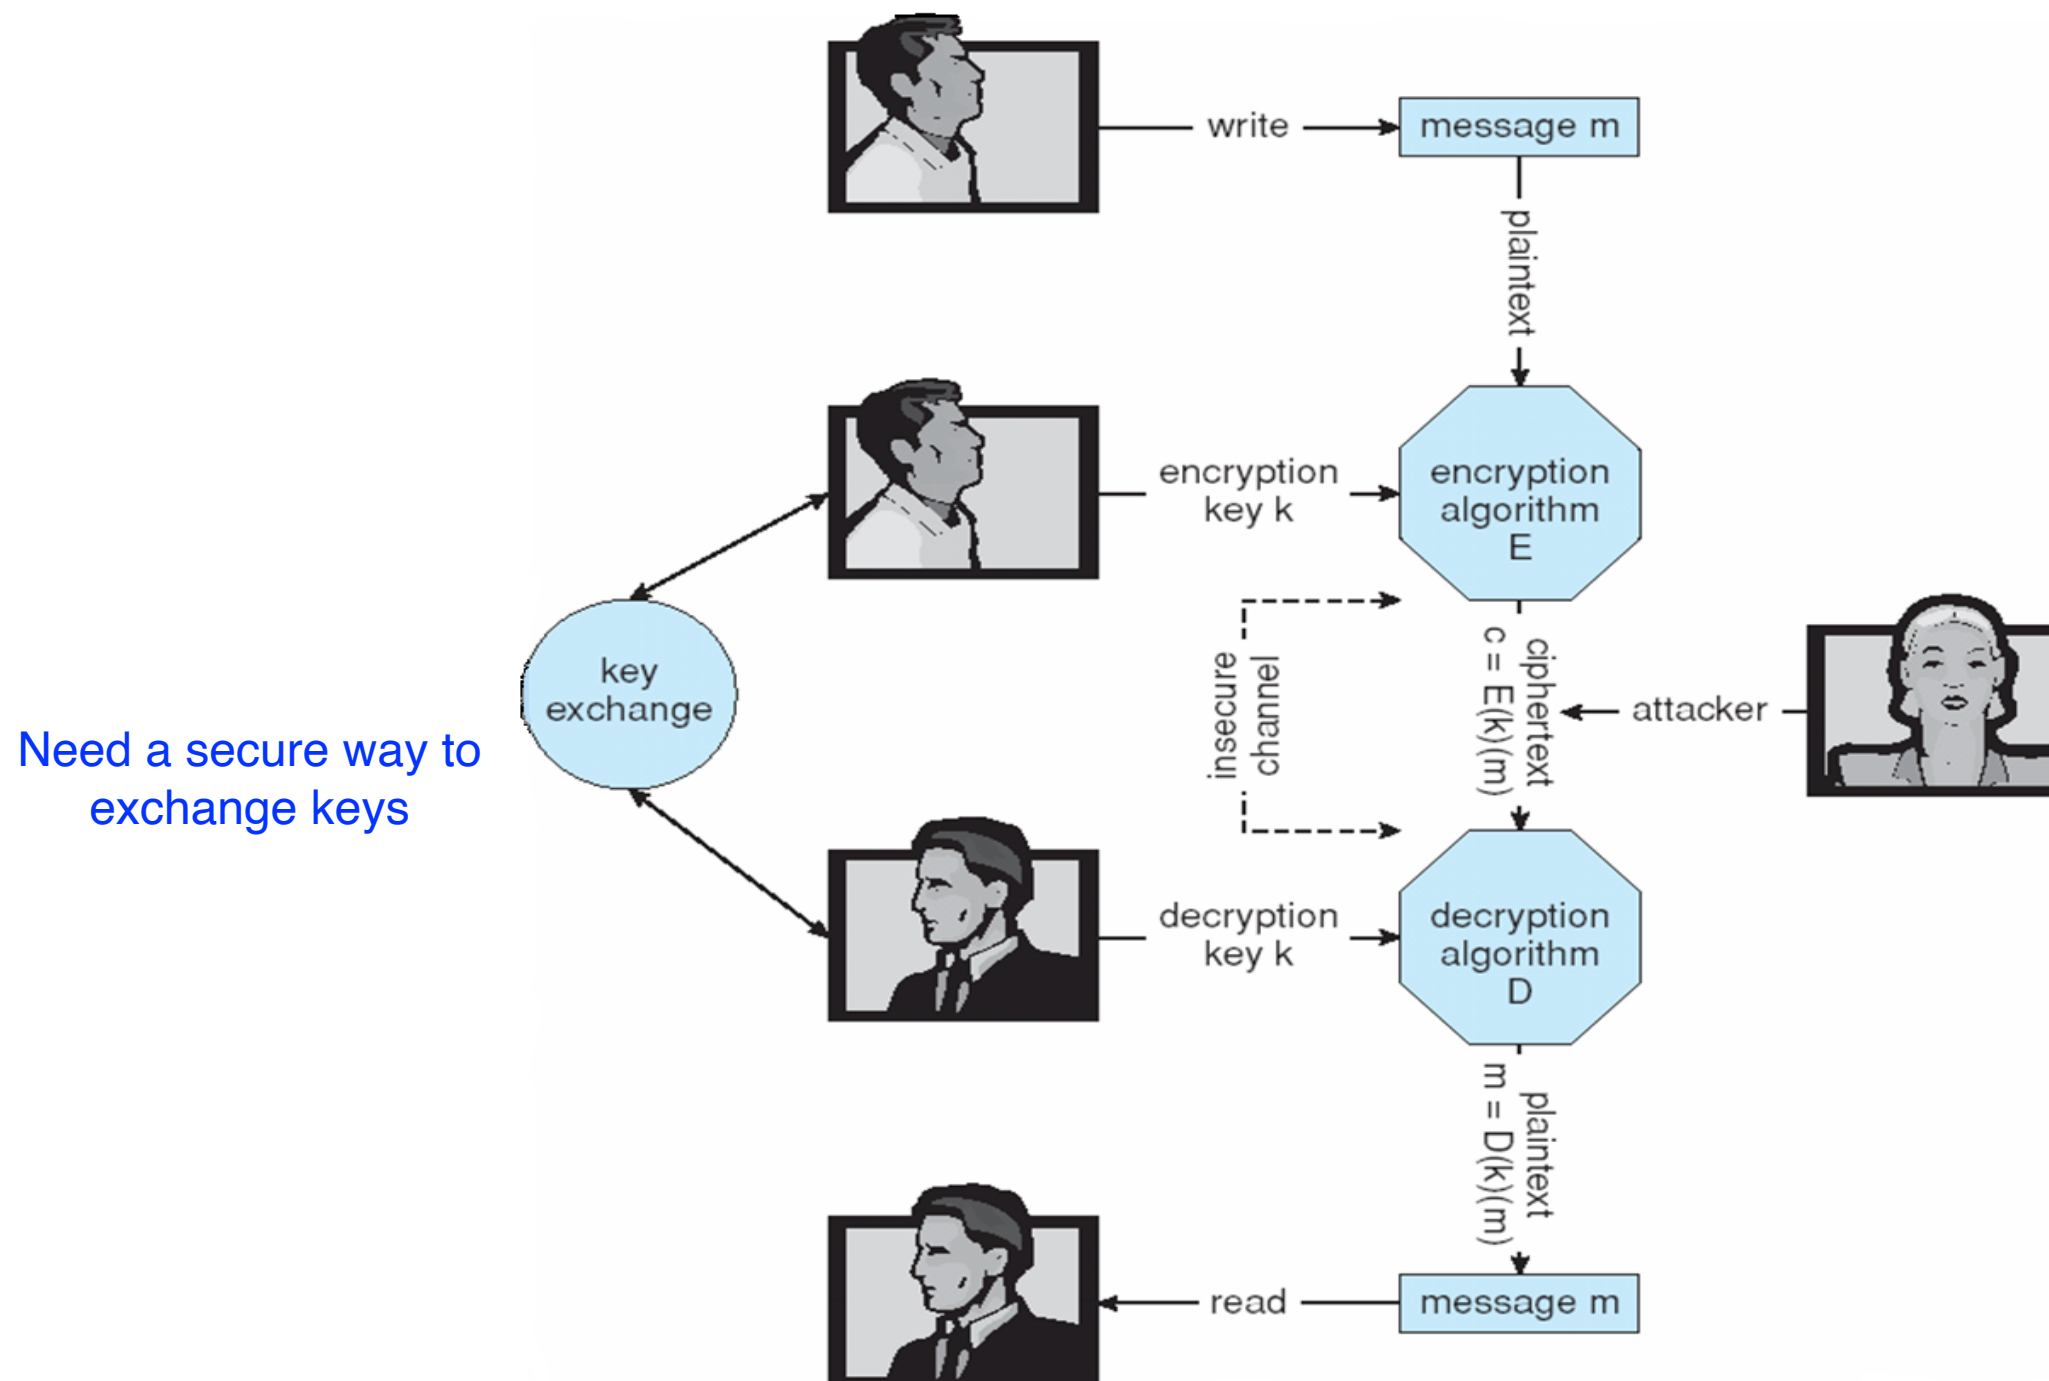 write
message m
plaintext
encryption
key k
encryption
algorithm
E
key
exchange
Need a secure way to
exchange keys
insecure
channel
ciphertext
c = E(k)(m)
attacker
decryption
key k
decryption
algorithm
D
plaintext
m = D(k)(m)
read
message m